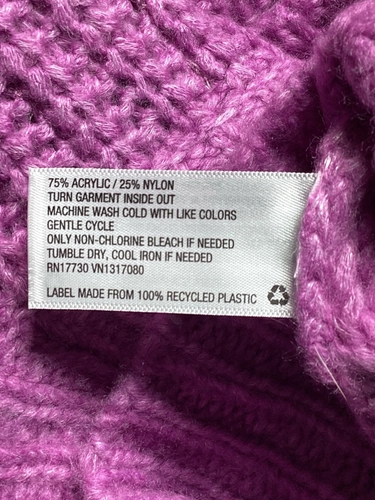 75% ACRYLIC / 25% NYLON
TURN GARMENT INSIDE OUT
MACHINE WASH COLD WITH LIKE COLORS
GENTLE CYCLE
ONLY NON-CHLORINE BLEACH IF NEEDED
TUMBLE DRY, COOL IRON IF NEEDED
RN17730 VN1317080
LABEL MADE FROM 100% RECYCLED PLASTIC